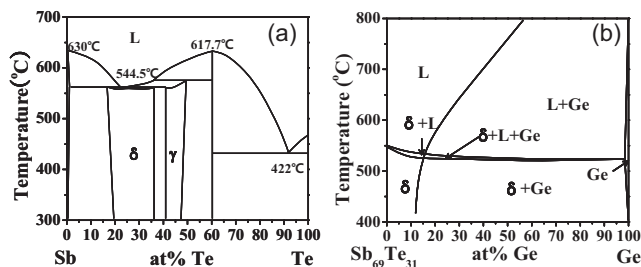 (a)
Temperature(°C)
700
600
500
400
300
630℃
L
617.7℃
544.5℃
δ
γ
422℃
0 10 20 30 40 50 60 70 80 90 100
Sb
at% Te
Te
(b)
Temperature (°C)
800
700
600
500
400
L
L+Ge
δ+L
δ+L+Ge
Ge
δ
δ+Ge
0 10 20 30 40 50 60 70 80 90 100
Sb69Te31
at% Ge
Ge